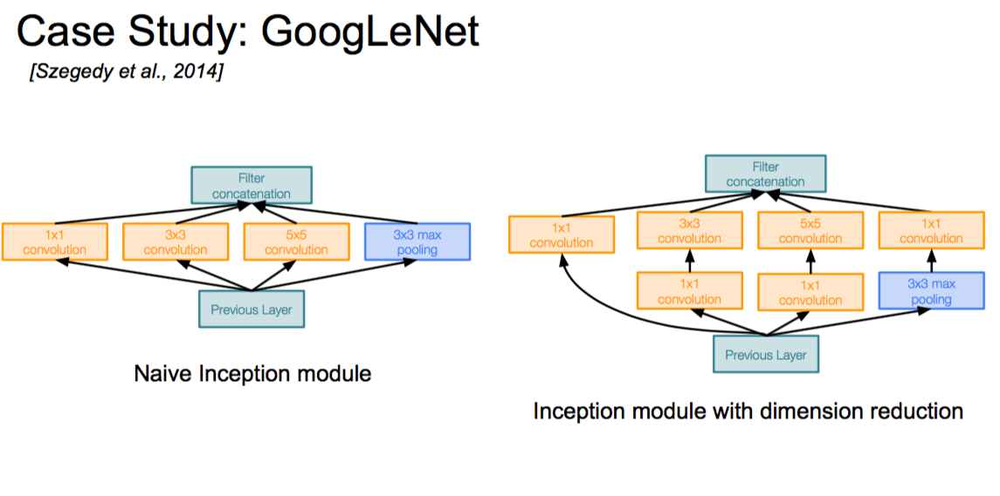 Case Study: GoogLeNet
[Szegedy et al., 2014]
Filter
concatenation
1x1
convolution
3x3
convolution
5x5
convolution
3x3 max
pooling
Previous Layer
Naive Inception module
Filter
concatenation
1x1
convolution
3x3
convolution
5x5
convolution
1x1
convolution
1x1
convolution
1x1
convolution
3x3 max
pooling
Previous Layer
Inception module with dimension reduction